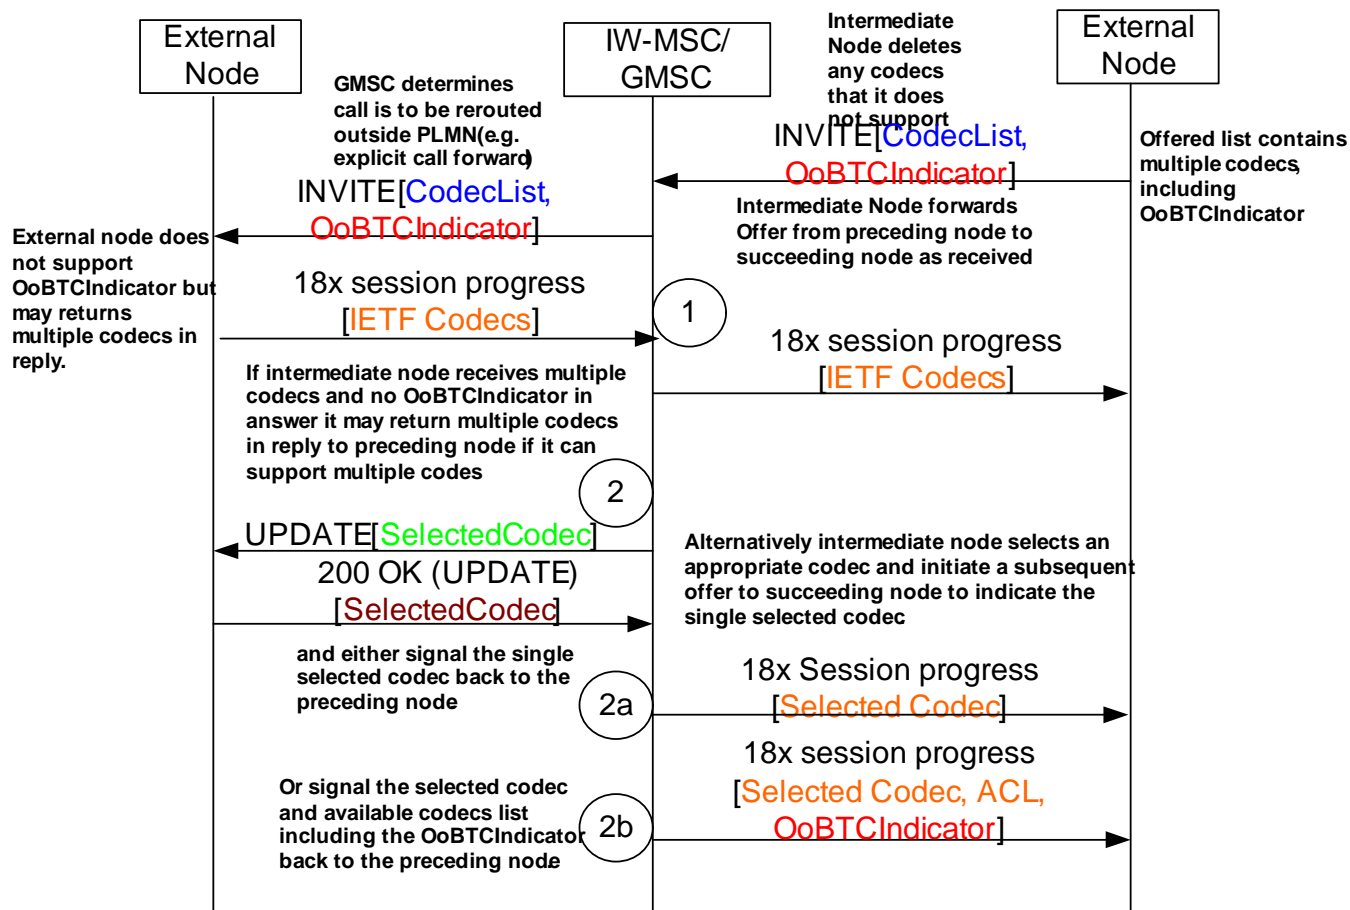 External
Node
IW-MSC/
GMSC
External
Node
Intermediate
Node deletes
any codecs
that it does
not support
GMSC determines
call is to be rerouted
outside PLMN(e.g.
explicit call forward)
INVITE[CodecList,
OoBTCIndicator]
Offered list contains
multiple codecs,
including
OoBTCIndicator
INVITE[CodecList,
OoBTCIndicator]
Intermediate Node forwards
Offer from preceding node to
succeeding node as received
External node does
not support
OoBTCIndicator but
may returns
multiple codecs in
reply.
18x session progress
[IETF Codecs]
1
18x session progress
[IETF Codecs]
If intermediate node receives multiple
codecs and no OoBTCIndicator in
answer it may return multiple codecs
in reply to preceding node if it can
support multiple codes
2
UPDATE[SelectedCodec]
200 OK (UPDATE)
[SelectedCodec]
Alternatively intermediate node selects an
appropriate codec and initiate a subsequent
offer to succeeding node to indicate the
single selected codec.
and either signal the single
selected codec back to the
preceding node
2a
18x Session progress
[Selected Codec]
Or signal the selected codec
and available codecs list
including the OoBTCIndicator
back to the preceding node.
2b
18x session progress
[Selected Codec, ACL,
OoBTCIndicator]